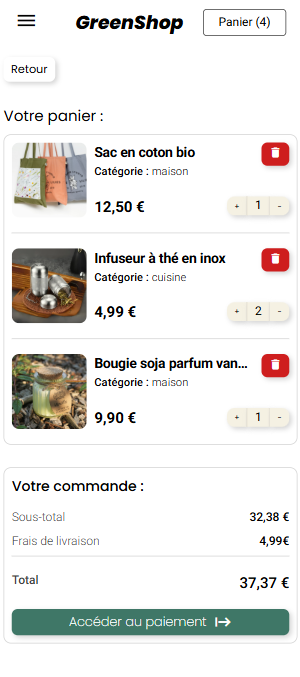 GreenShop
Panier (4)
Retour
Votre panier :
Sac en coton bio
Catégorie : maison
12,50 €
+ 1 -
Infuseur à thé en inox
Catégorie : cuisine
4,99 €
+ 2 -
Bougie soja parfum van...
Catégorie : maison
9,90 €
+ 1 -
Votre commande :
Sous-total 32,38 €
Frais de livraison 4,99€
Total 37,37 €
Accéder au paiement